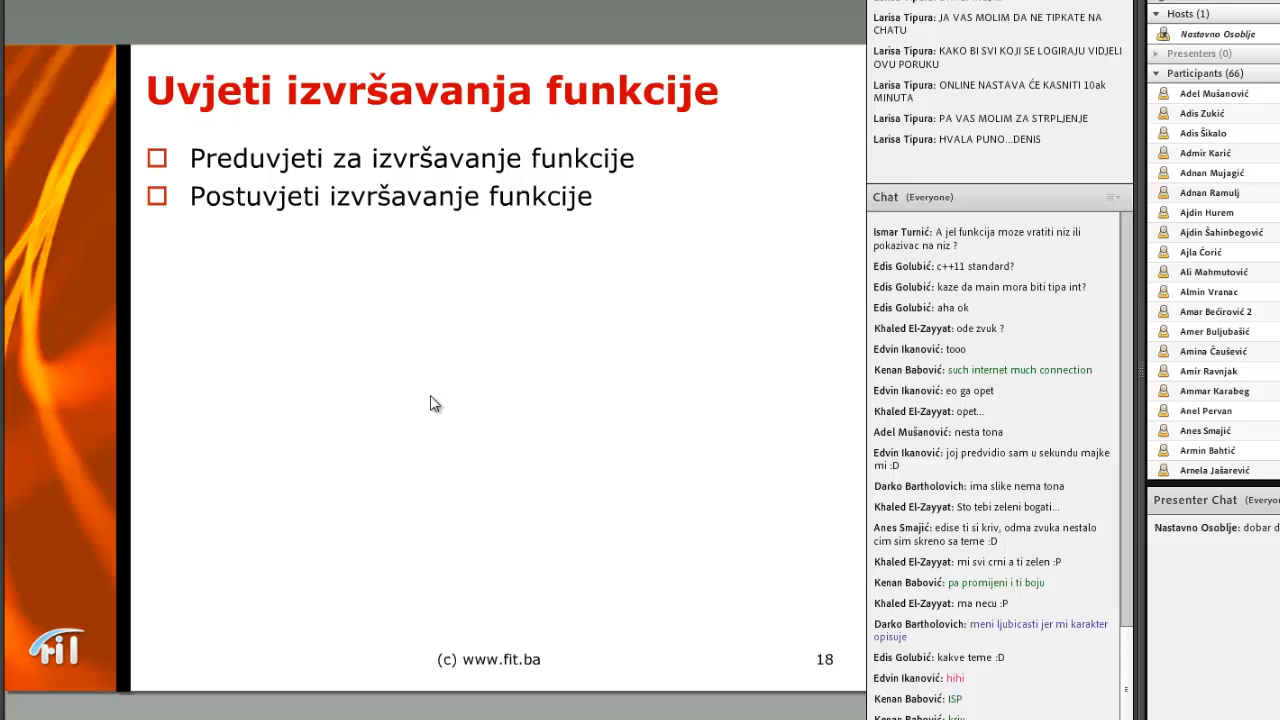 Uvjeti izvršavanja funkcije
Preduvjeti za izvršavanje funkcije
Postuvjeti izvršavanje funkcije
(c) www.fit.ba
18
Larisa Tipura: JA VAS MOLIM DA NE TIPKATE NA
CHATU
Larisa Tipura: KAKO BI SVI KOJI SE LOGIRAJU VIDJELI
OVU PORUKU
Larisa Tipura: ONLINE NASTAVA ĆE KASNITI 10ak
MINUTA
Larisa Tipura: PA VAS MOLIM ZA STRPLJENJE
Larisa Tipura: HVALA PUNO...DENIS
Chat (Everyone)
Ismar Turnić: A jel funkcija moze vratiti niz ili
pokazivac na niz ?
Edis Golubić: c++11 standard?
Edis Golubić: kaze da main mora biti tipa int?
Edis Golubić: aha ok
Khaled El-Zayyat: ode zvuk ?
Edvin Ikanović: tooo
Kenan Babović: such internet much connection
Edvin Ikanović: eo ga opet
Khaled El-Zayyat: opet...
Adel Mušanović: nesta tona
Edvin Ikanović: joj predvidio sam u sekundu majke
mi :D
Darko Bartholovich: ima slike nema tona
Khaled El-Zayyat: Sto tebi zeleni bogati...
Anes Smajić: edise ti si kriv, odma zvuka nestalo
cim sim skreno sa teme :D
Khaled El-Zayyat: mi svi crni a ti zelen :P
Kenan Babović: pa promijeni i ti boju
Khaled El-Zayyat: ma necu :P
Darko Bartholovich: meni ljubicasti jer mi karakter
opisuje
Edis Golubić: kakve teme :D
Edvin Ikanović: hihi
Kenan Babović: ISP
Kenan Babović: kriv
Hosts (1)
Nastavno Osoblje
Presenters (0)
Participants (66)
Adel Mušanović
Adis Zukić
Adis Šikalo
Admir Karić
Adnan Mujagić
Adnan Ramulj
Ajdin Hurem
Ajdin Šahinbegović
Ajla Ćorić
Ali Mahmutović
Almin Vranac
Amar Bećirović 2
Amer Buljubašić
Amina Čaušević
Amir Ravnjak
Ammar Karabeg
Anel Pervan
Anes Smajić
Armin Bahtić
Arnela Jašarević
Presenter Chat (Everyo
Nastavno Osoblje: dobar d